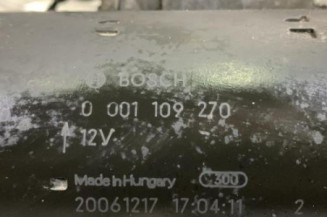 BOSCH
0 001 109 270
12V
Made in Hungary C300
20061217 17:04:11 2